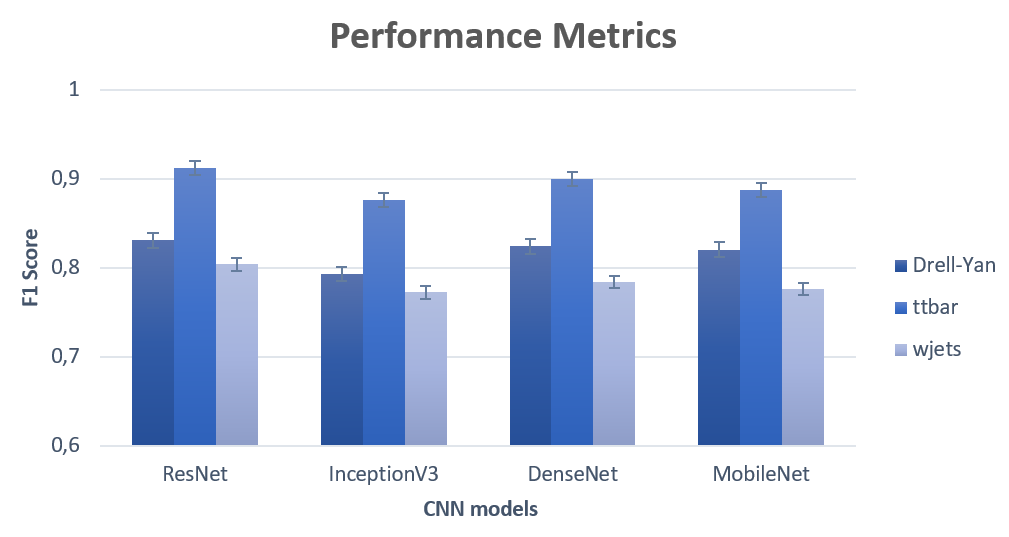 Performance Metrics
1
0,9
0,8
0,7
0,6
F1 Score
ResNet
InceptionV3
DenseNet
MobileNet
CNN models
Drell-Yan
ttbar
wjets